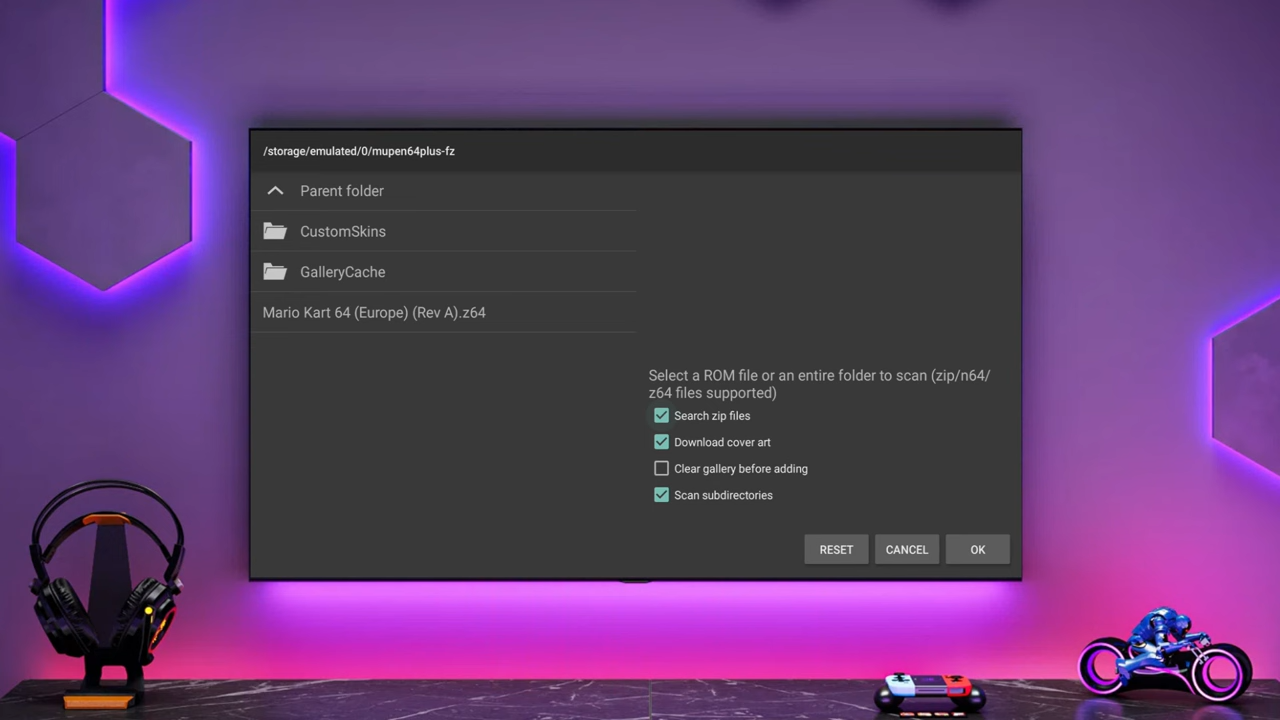 /storage/emulated/0/mupen64plus-fz
Parent folder
CustomSkins
GalleryCache
Mario Kart 64 (Europe) (Rev A).z64
Select a ROM file or an entire folder to scan (zip/n64/
z64 files supported)
Search zip files
Download cover art
Clear gallery before adding
Scan subdirectories
RESET CANCEL OK